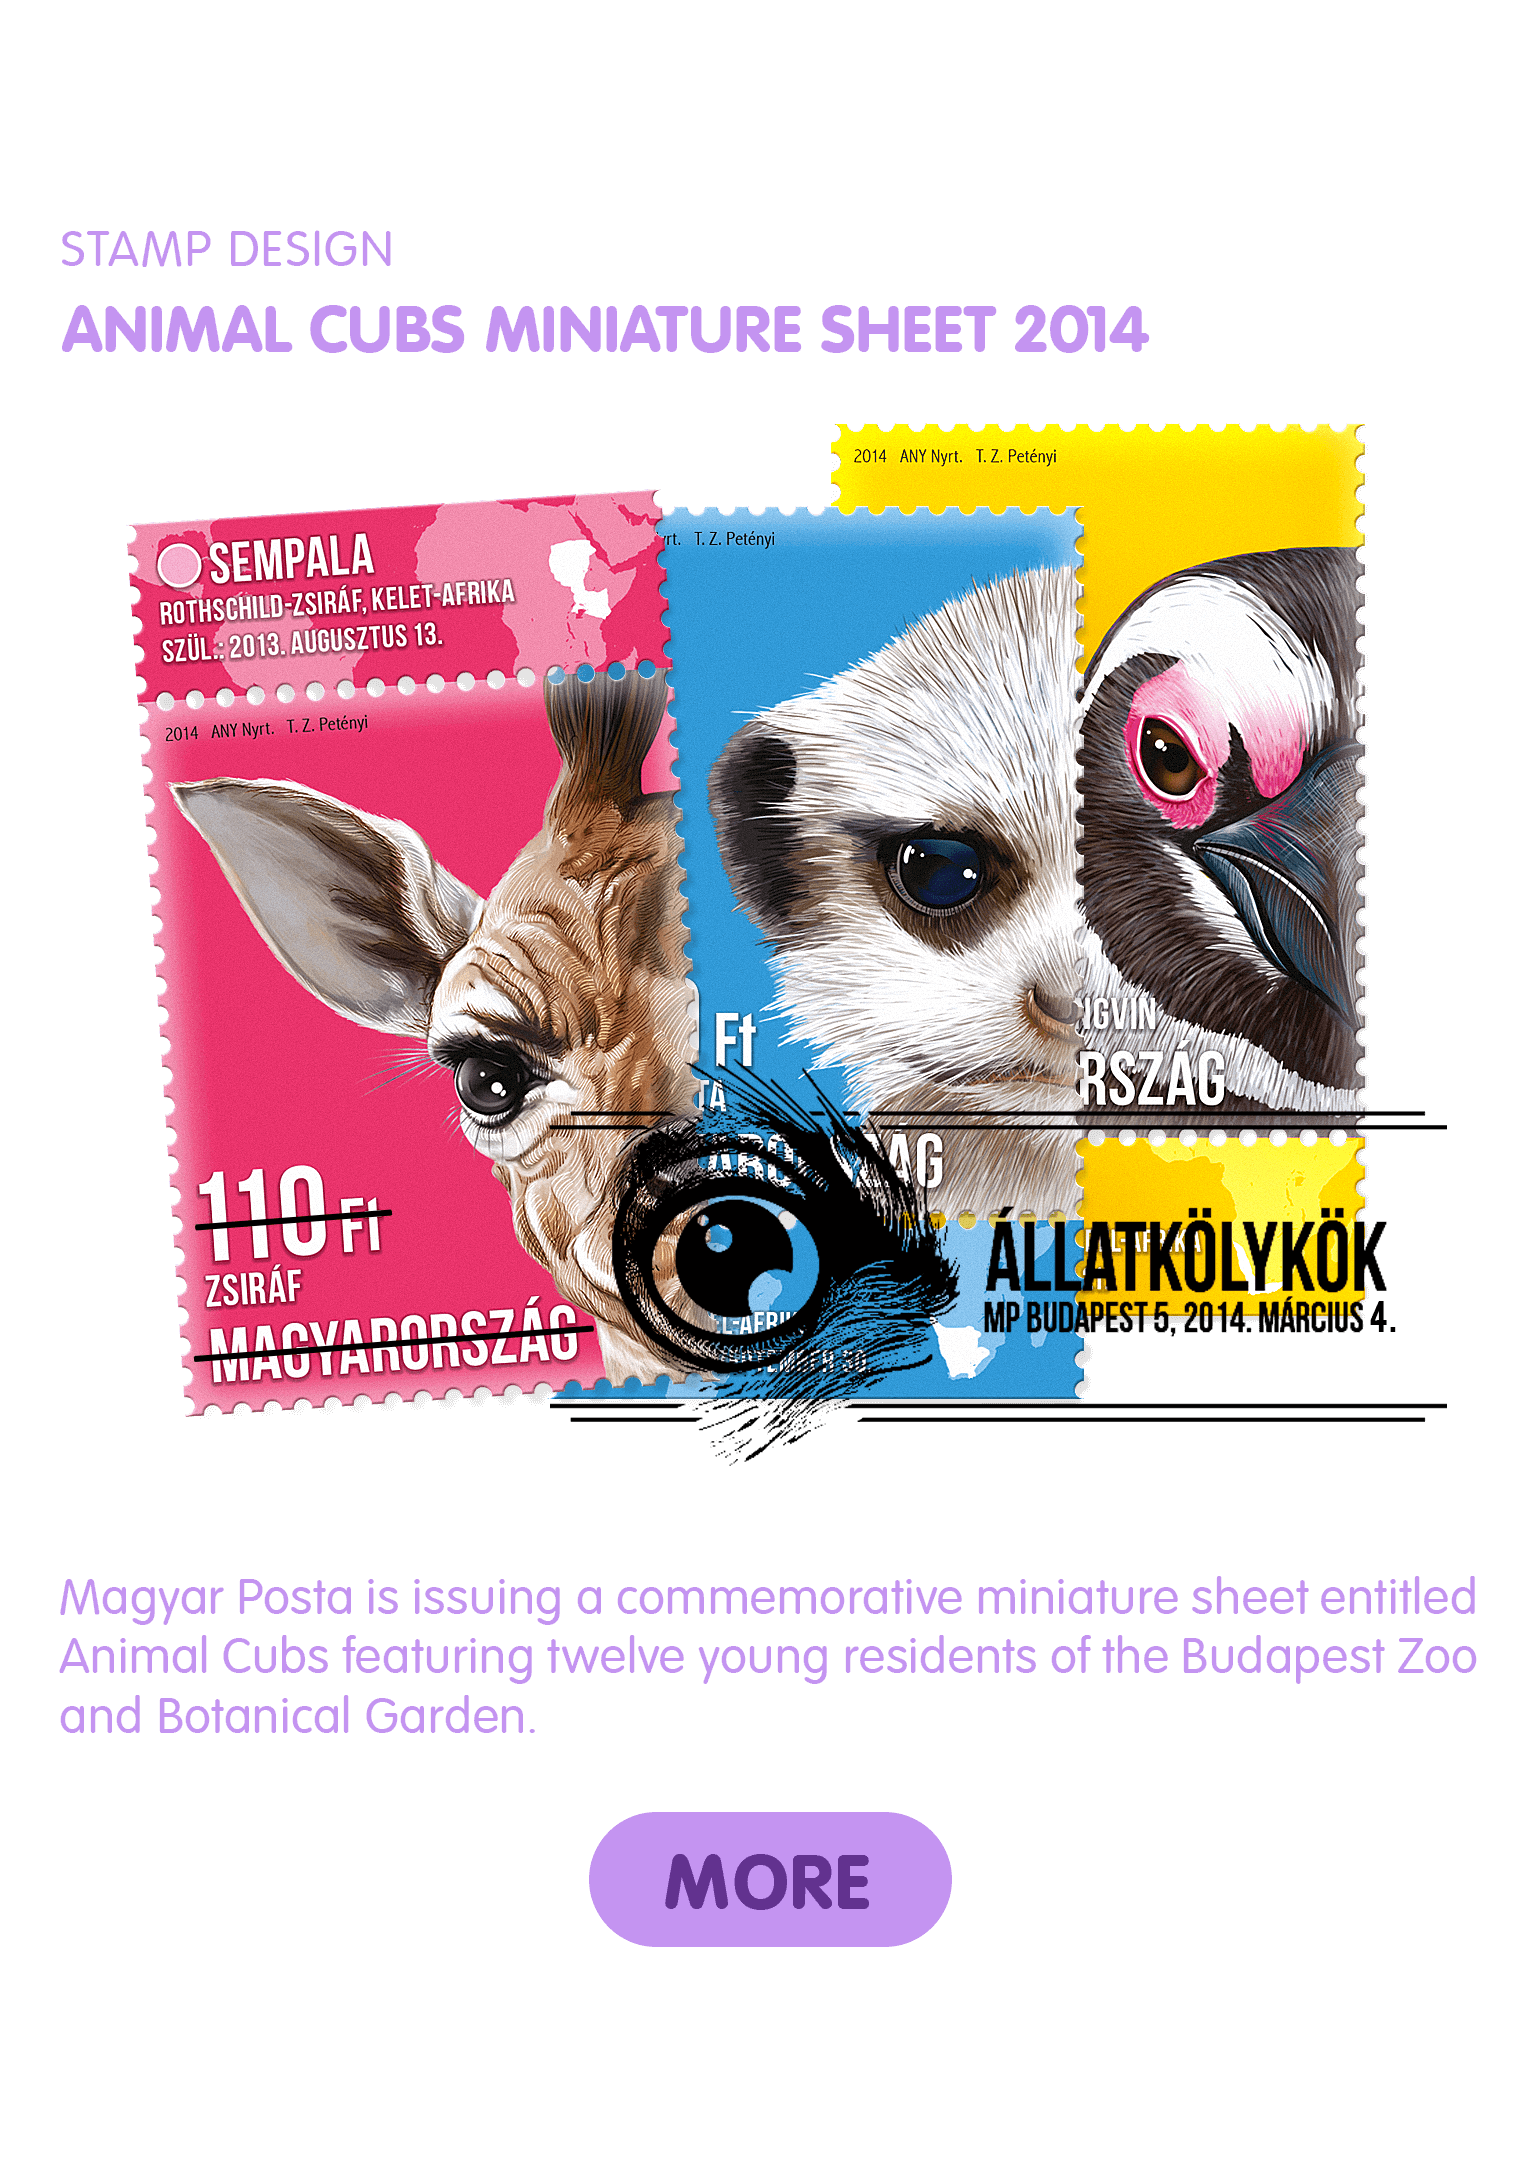 STAMP DESIGN
ANIMAL CUBS MINIATURE SHEET 2014
2014 ANY Nyrt. T. Z. Petényi
T. Z. Petényi
SEMPALA
ROTHSCHILD-ZSIRÁF, KELET-AFRIKA
SZÜL.: 2013. AUGUSZTUS 13.
2014 ANY Nyrt. T. Z. Petényi
Ft
110 Ft
ZSIRÁF
MAGYARORSZÁG
ÁLLATKÖLYKÖK
MP BUDAPEST 5, 2014. MÁRCIUS 4.
Magyar Posta is issuing a commemorative miniature sheet entitled
Animal Cubs featuring twelve young residents of the Budapest Zoo
and Botanical Garden.
MORE